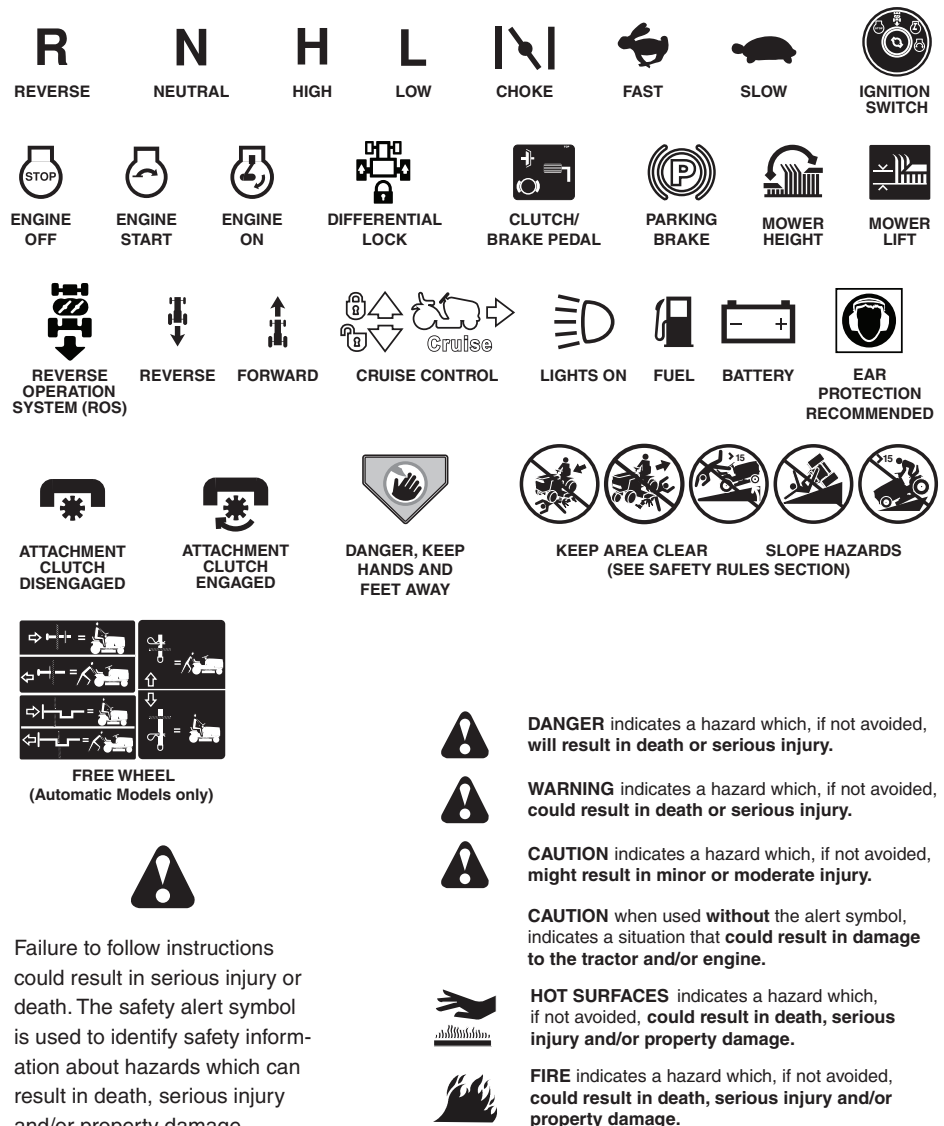 R N H L
REVERSE NEUTRAL HIGH LOW CHOKE FAST SLOW IGNITION
SWITCH
STOP
P
ENGINE
OFF
ENGINE
START
ENGINE
ON
DIFFERENTIAL
LOCK
CLUTCH/
BRAKE PEDAL
PARKING
BRAKE
MOWER
HEIGHT
MOWER
LIFT
Cruise
REVERSE
OPERATION
SYSTEM (ROS)
REVERSE
FORWARD
CRUISE CONTROL
LIGHTS ON
FUEL
BATTERY
EAR
PROTECTION
RECOMMENDED
15
15
ATTACHMENT
CLUTCH
DISENGAGED
ATTACHMENT
CLUTCH
ENGAGED
DANGER, KEEP
HANDS AND
FEET AWAY
KEEP AREA CLEAR SLOPE HAZARDS
(SEE SAFETY RULES SECTION)
FREE WHEEL
(Automatic Models only)
Failure to follow instructions
could result in serious injury or
death. The safety alert symbol
is used to identify safety inform-
ation about hazards which can
result in death, serious injury
and/or property damage
DANGER indicates a hazard which, if not avoided,
will result in death or serious injury.
WARNING indicates a hazard which, if not avoided,
could result in death or serious injury.
CAUTION indicates a hazard which, if not avoided,
might result in minor or moderate injury.
CAUTION when used without the alert symbol,
indicates a situation that could result in damage
to the tractor and/or engine.
HOT SURFACES indicates a hazard which,
if not avoided, could result in death, serious
injury and/or property damage.
FIRE indicates a hazard which, if not avoided,
could result in death, serious injury and/or
property damage.